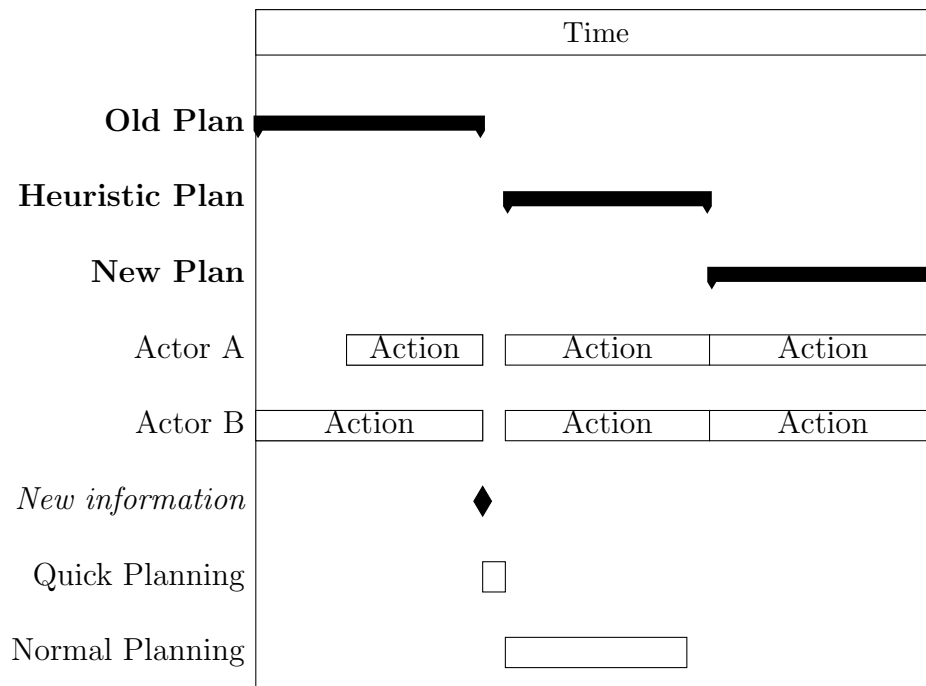 Time
Old Plan
Heuristic Plan
New Plan
Actor A Action Action Action
Actor B Action Action Action
New information
Quick Planning
Normal Planning